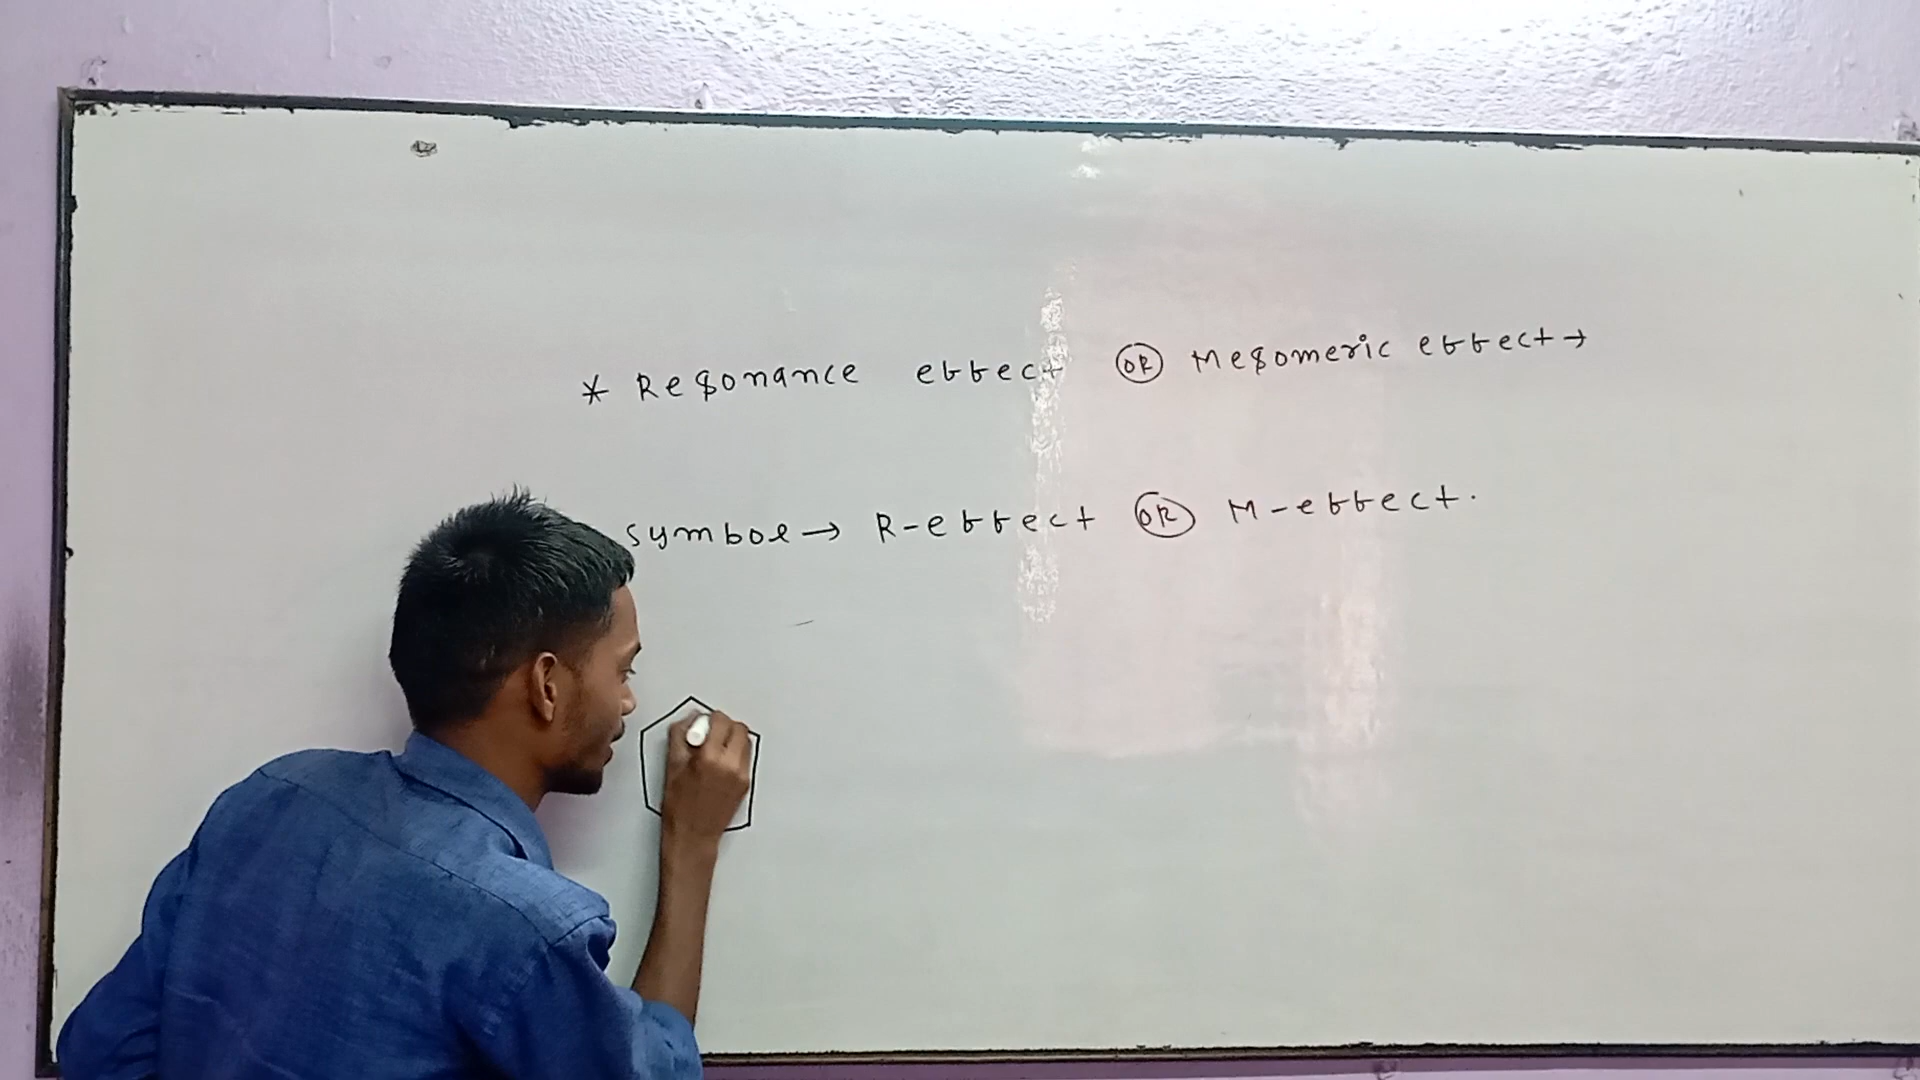 * Resonance effect OR Mesomeric effect →
symbol → R-effect OR M-effect.